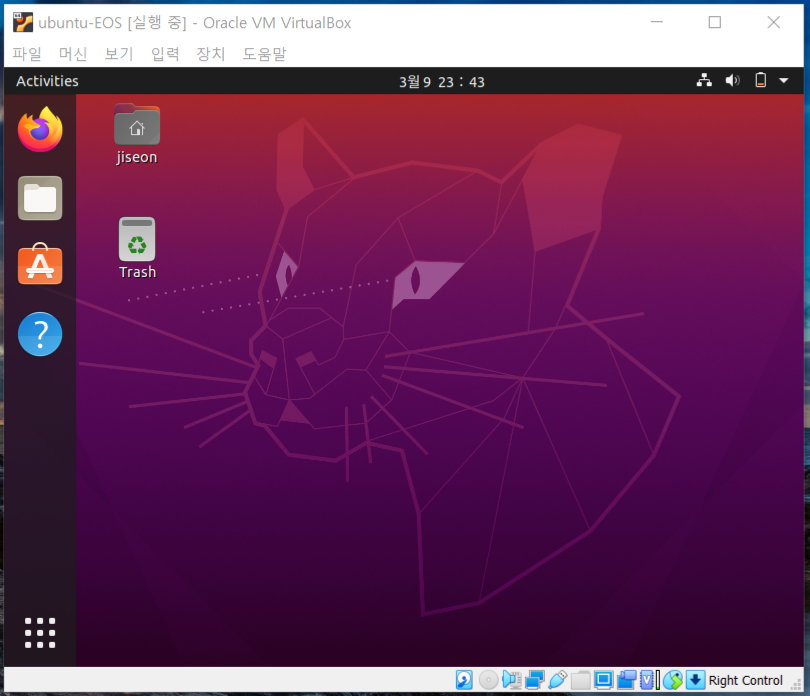 ubuntu-EOS [실행 중] - Oracle VM VirtualBox
파일 머신 보기 입력 장치 도움말
Activities 3월 9 23 : 43
jiseon
Trash
?
V
Right Control